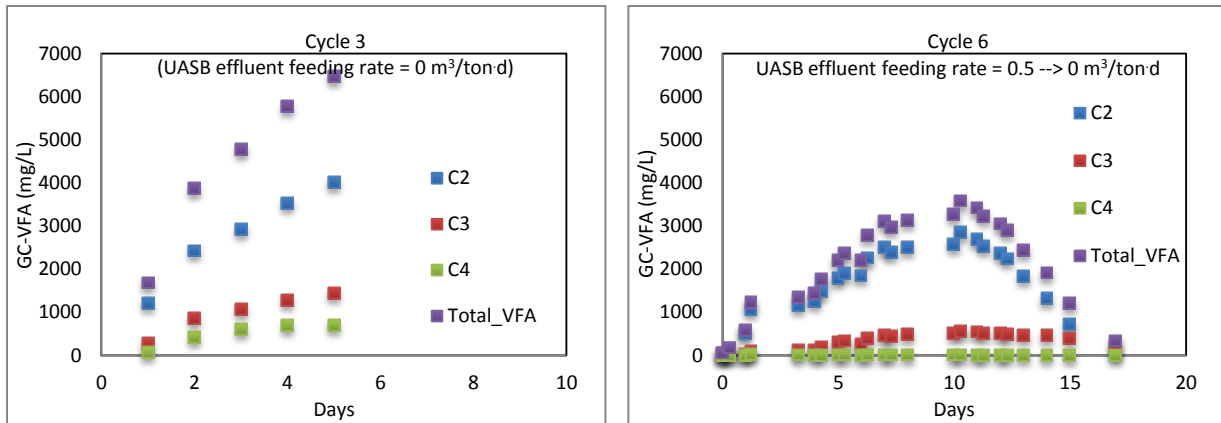 Cycle 3
(UASB effluent feeding rate = 0 m³/ton·d)
GC-VFA (mg/L)
7000
6000
5000
4000
3000
2000
1000
0
0 2 4 6 8 10
Days
C2
C3
C4
Total_VFA
Cycle 6
UASB effluent feeding rate = 0.5 --> 0 m³/ton·d
GC-VFA (mg/L)
7000
6000
5000
4000
3000
2000
1000
0
0 5 10 15 20
Days
C2
C3
C4
Total_VFA